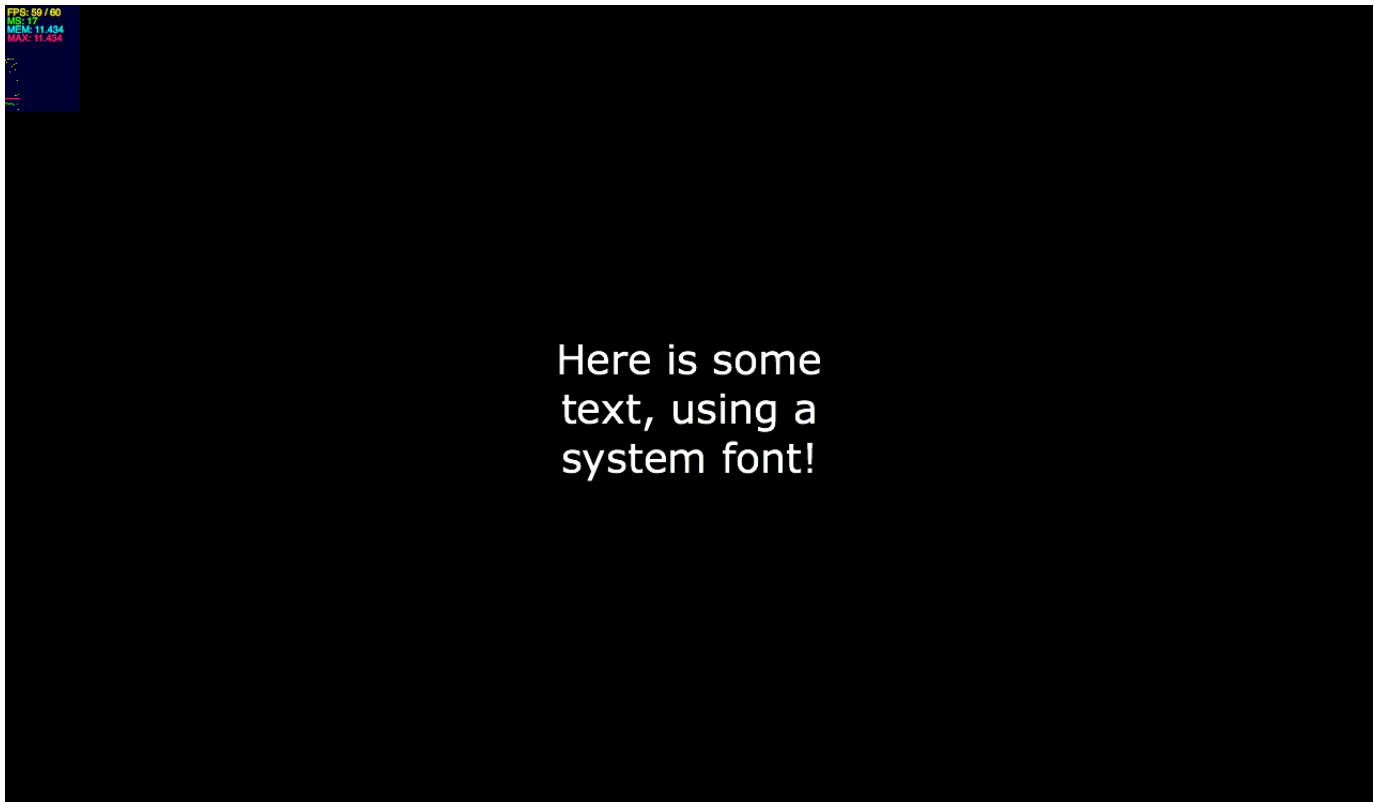 FPS: 59 / 60
MS: 17
MEM: 11.434
MAX: 11.434
Here is some
text, using a
system font!